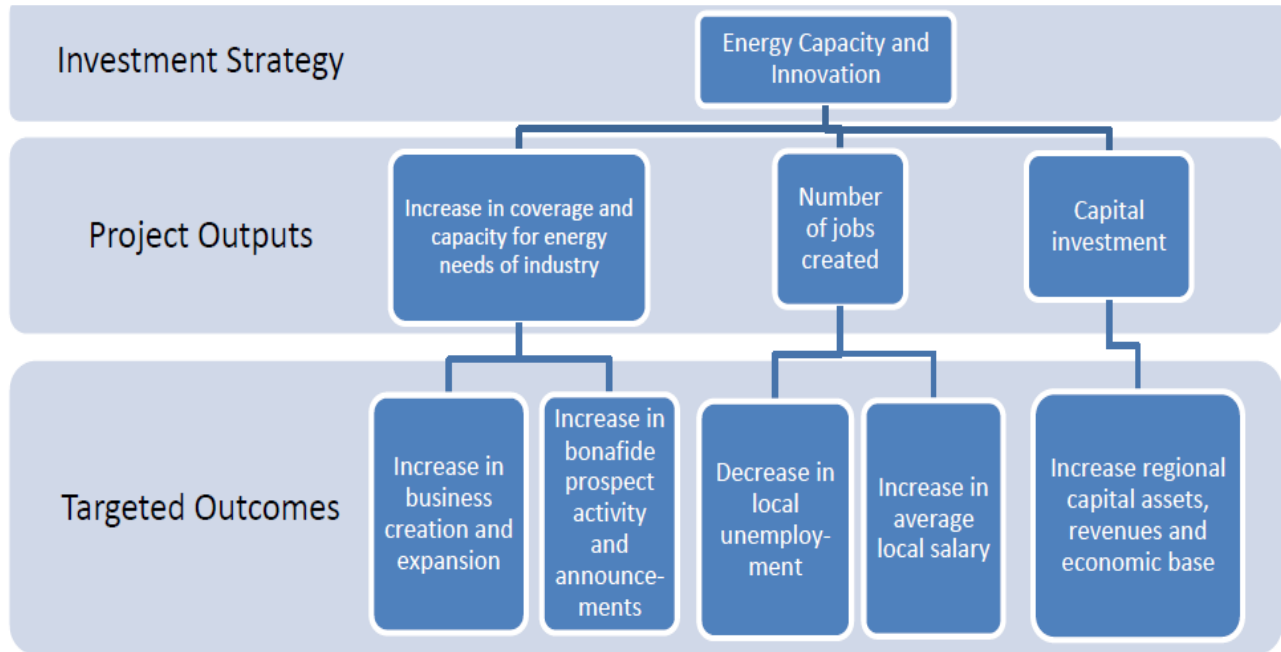 Investment Strategy
Energy Capacity and
Innovation
Project Outputs
Increase in coverage and
capacity for energy
needs of industry
Number
of jobs
created
Capital
investment
Targeted Outcomes
Increase in
business
creation and
expansion
Increase in
bonafide
prospect
activity
and
announce-
ments
Decrease in
local
unemploy-
ment
Increase in
average
local salary
Increase regional
capital assets,
revenues and
economic base